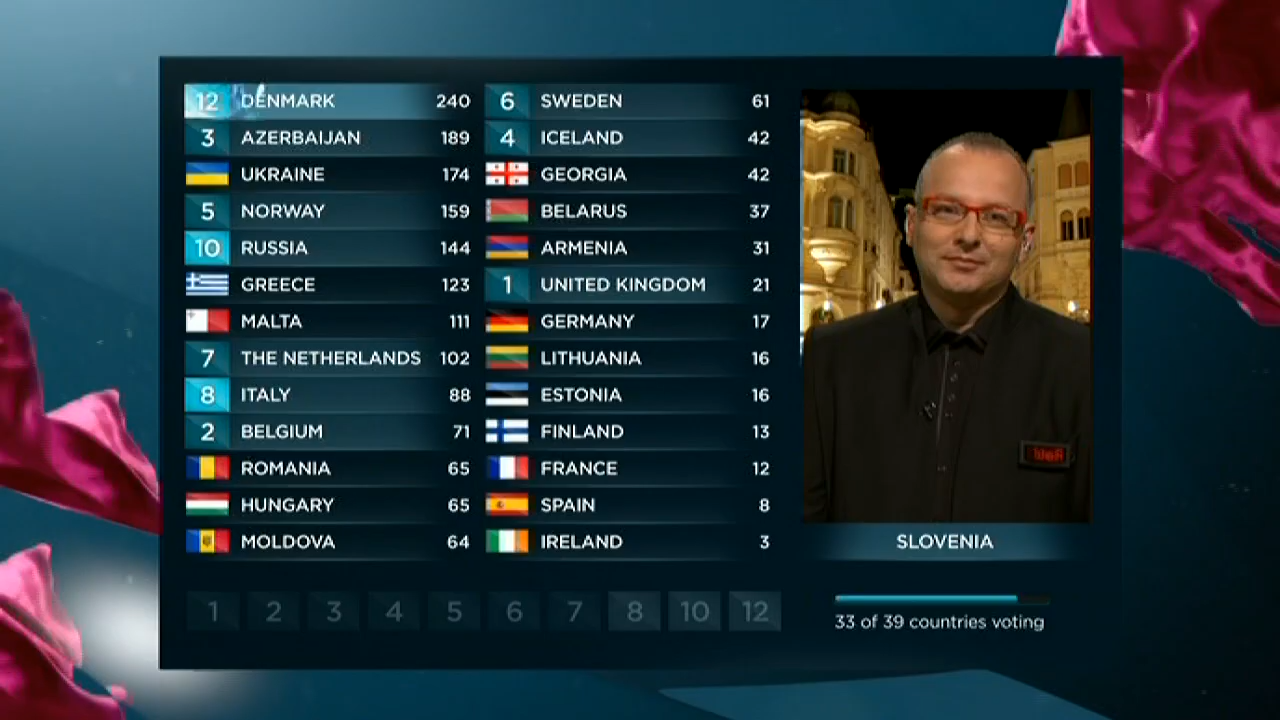 12 DENMARK 240
3 AZERBAIJAN 189
UKRAINE 174
5 NORWAY 159
10 RUSSIA 144
GREECE 123
MALTA 111
7 THE NETHERLANDS 102
8 ITALY 88
2 BELGIUM 71
ROMANIA 65
HUNGARY 65
MOLDOVA 64
6 SWEDEN 61
4 ICELAND 42
GEORGIA 42
BELARUS 37
ARMENIA 31
1 UNITED KINGDOM 21
GERMANY 17
LITHUANIA 16
ESTONIA 16
FINLAND 13
FRANCE 12
SPAIN 8
IRELAND 3
1 2 3 4 5 6 7 8 10 12
SLOVENIA
33 of 39 countries voting